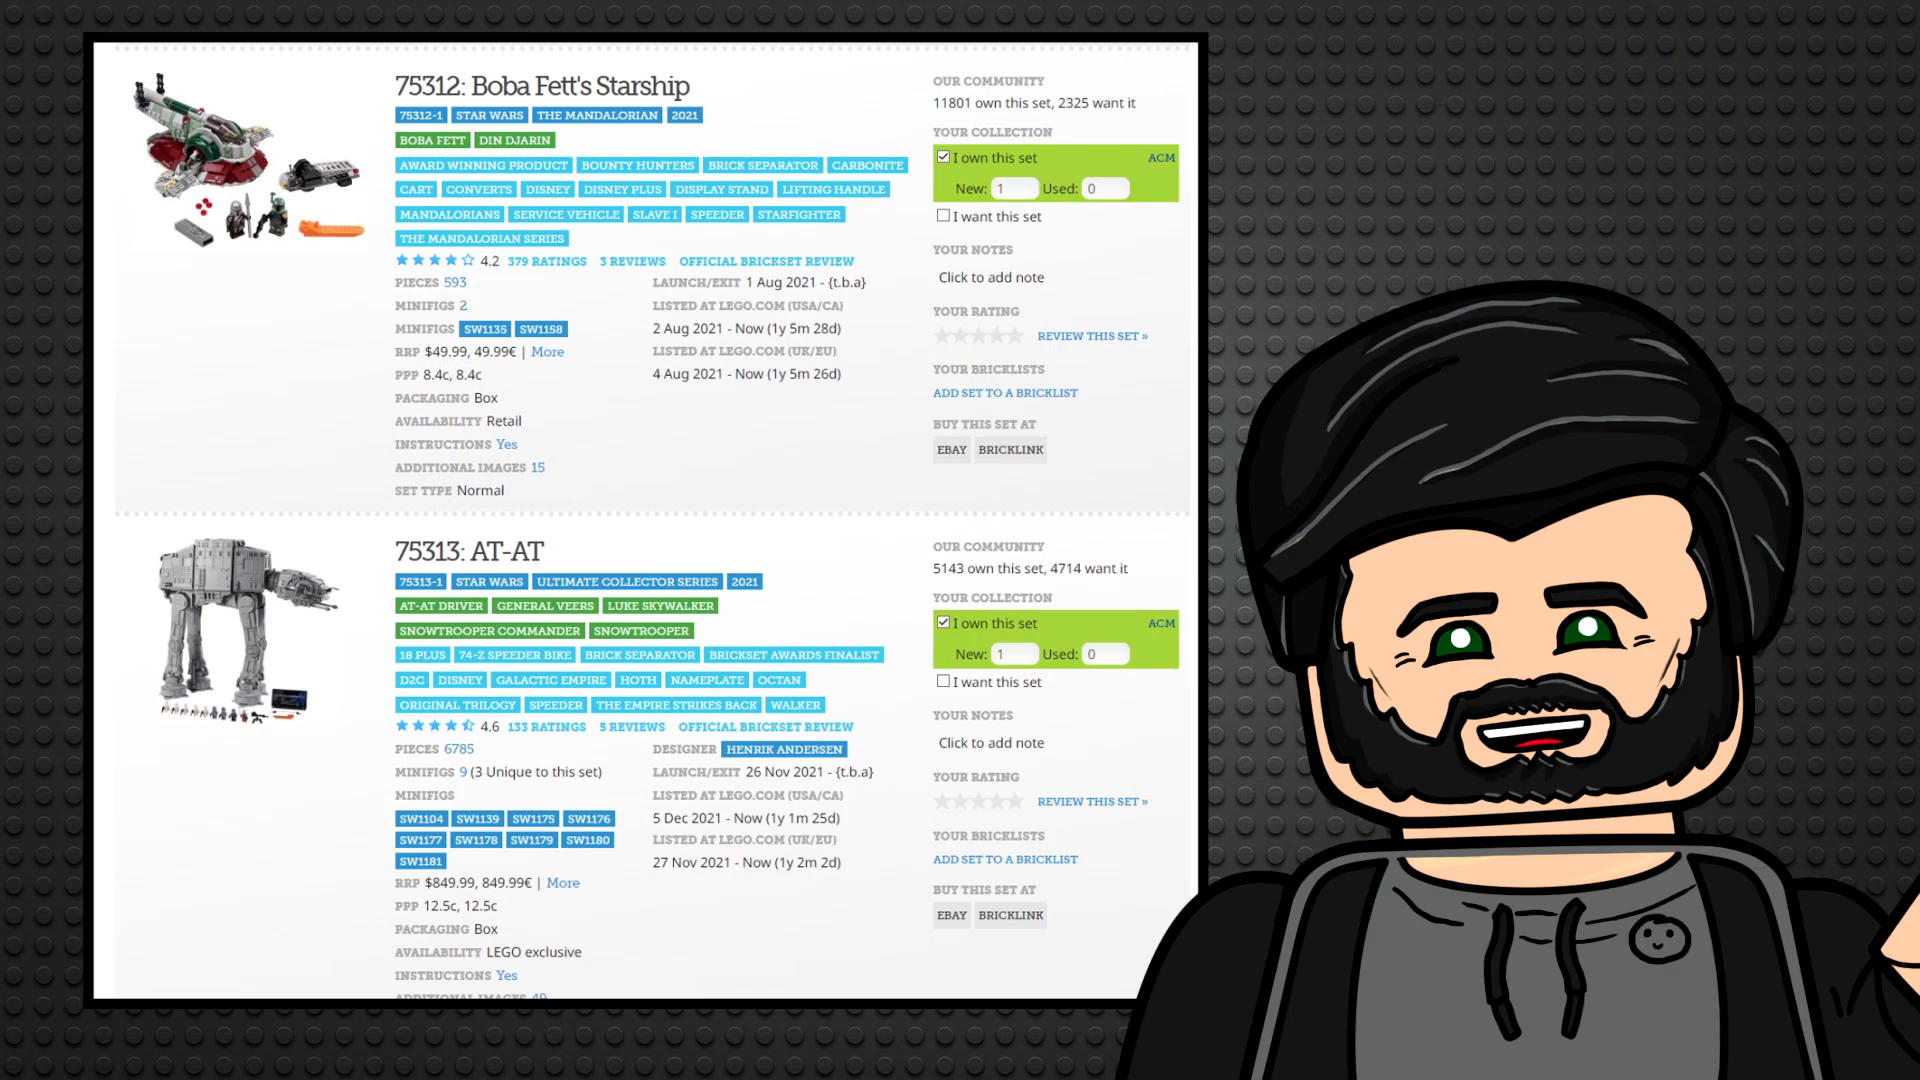 75312: Boba Fett's Starship
75312-1 STAR WARS THE MANDALORIAN 2021
BOBA FETT DIN DJARIN
AWARD WINNING PRODUCT BOUNTY HUNTERS BRICK SEPARATOR CARBONITE
CART CONVERTS DISNEY DISNEY PLUS DISPLAY STAND LIFTING HANDLE
MANDALORIANS SERVICE VEHICLE SLAVE I SPEEDER STARFIGHTER
THE MANDALORIAN SERIES
4.2 379 RATINGS 3 REVIEWS OFFICIAL BRICKSET REVIEW
PIECES 593
MINIFIGS 2
MINIFIGS SW1135 SW1158
RRP $49.99, 49.99€ | More
PPP 8.4c, 8.4c
PACKAGING Box
AVAILABILITY Retail
INSTRUCTIONS Yes
ADDITIONAL IMAGES 15
SET TYPE Normal
LAUNCH/EXIT 1 Aug 2021 - {t.b.a}
LISTED AT LEGO.COM (USA/CA)
2 Aug 2021 - Now (1y 5m 28d)
LISTED AT LEGO.COM (UK/EU)
4 Aug 2021 - Now (1y 5m 26d)
OUR COMMUNITY
11801 own this set, 2325 want it
YOUR COLLECTION
I own this set ACM
New: 1 Used: 0
I want this set
YOUR NOTES
Click to add note
YOUR RATING
REVIEW THIS SET »
YOUR BRICKLISTS
ADD SET TO A BRICKLIST
BUY THIS SET AT
EBAY BRICKLINK
75313: AT-AT
75313-1 STAR WARS ULTIMATE COLLECTOR SERIES 2021
AT-AT DRIVER GENERAL VEERS LUKE SKYWALKER
SNOWTROOPER COMMANDER SNOWTROOPER
18 PLUS 74-Z SPEEDER BIKE BRICK SEPARATOR BRICKSET AWARDS FINALIST
D2C DISNEY GALACTIC EMPIRE HOTH NAMEPLATE OCTAN
ORIGINAL TRILOGY SPEEDER THE EMPIRE STRIKES BACK WALKER
4.6 133 RATINGS 5 REVIEWS OFFICIAL BRICKSET REVIEW
PIECES 6785
MINIFIGS 9 (3 Unique to this set)
MINIFIGS
SW1104 SW1139 SW1175 SW1176
SW1177 SW1178 SW1179 SW1180
SW1181
RRP $849.99, 849.99€ | More
PPP 12.5c, 12.5c
PACKAGING Box
AVAILABILITY LEGO exclusive
INSTRUCTIONS Yes
ADDITIONAL IMAGES 49
DESIGNER HENRIK ANDERSEN
LAUNCH/EXIT 26 Nov 2021 - {t.b.a}
LISTED AT LEGO.COM (USA/CA)
5 Dec 2021 - Now (1y 1m 25d)
LISTED AT LEGO.COM (UK/EU)
27 Nov 2021 - Now (1y 2m 2d)
OUR COMMUNITY
5143 own this set, 4714 want it
YOUR COLLECTION
I own this set ACM
New: 1 Used: 0
I want this set
YOUR NOTES
Click to add note
YOUR RATING
REVIEW THIS SET »
YOUR BRICKLISTS
ADD SET TO A BRICKLIST
BUY THIS SET AT
EBAY BRICKLINK